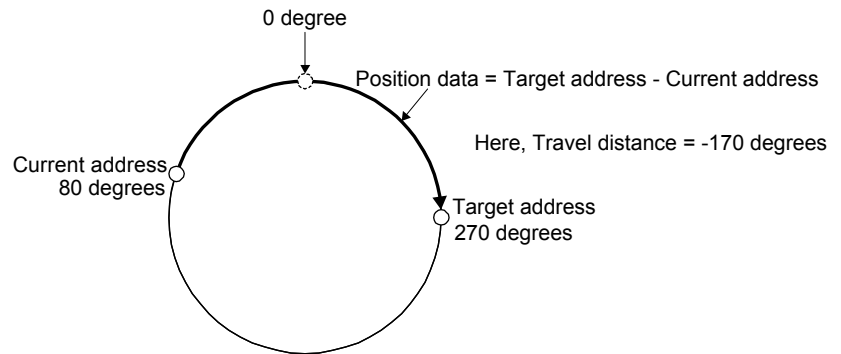 0 degree
Position data = Target address - Current address
Here, Travel distance = -170 degrees
Current address
80 degrees
Target address
270 degrees